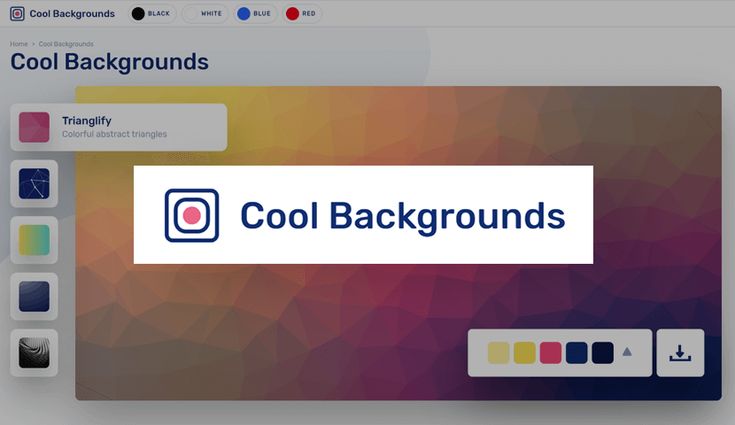 Cool Backgrounds BLACK WHITE BLUE RED
Home > Cool Backgrounds
Cool Backgrounds
Trianglify
Colorful abstract triangles
Cool Backgrounds